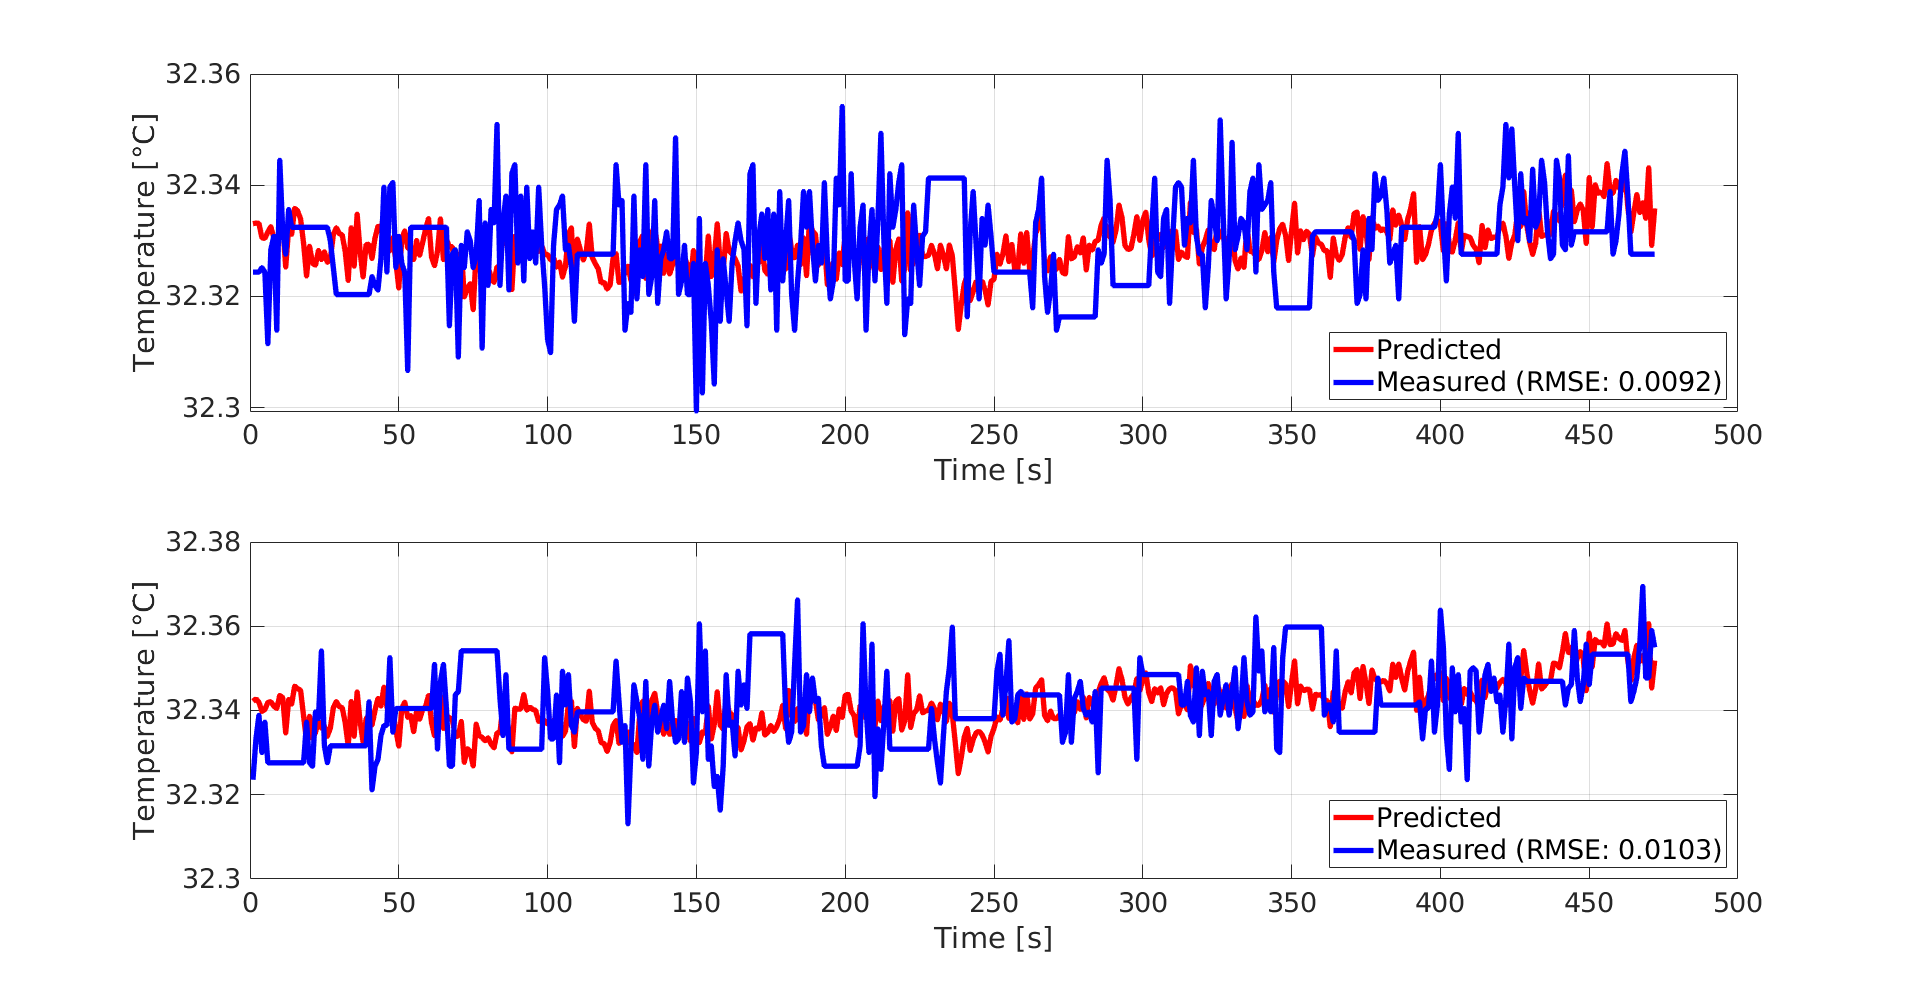 32.36
32.34
32.32
32.3
Temperature [°C]
0 50 100 150 200 250 300 350 400 450 500
Time [s]
Predicted
Measured (RMSE: 0.0092)
32.38
32.36
32.34
32.32
32.3
Temperature [°C]
0 50 100 150 200 250 300 350 400 450 500
Time [s]
Predicted
Measured (RMSE: 0.0103)